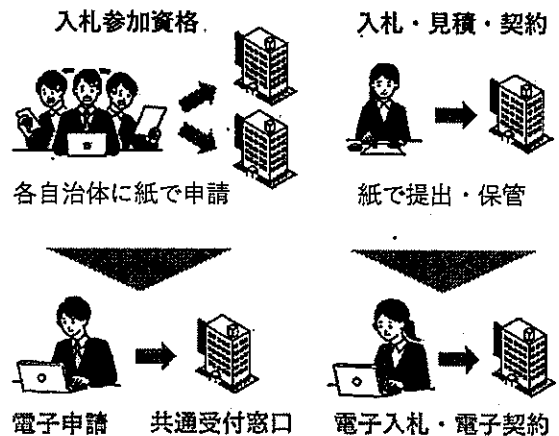 入札参加資格
入札・見積・契約
各自治体に紙で申請
紙で提出・保管
電子申請
共通受付窓口
電子入札・電子契約